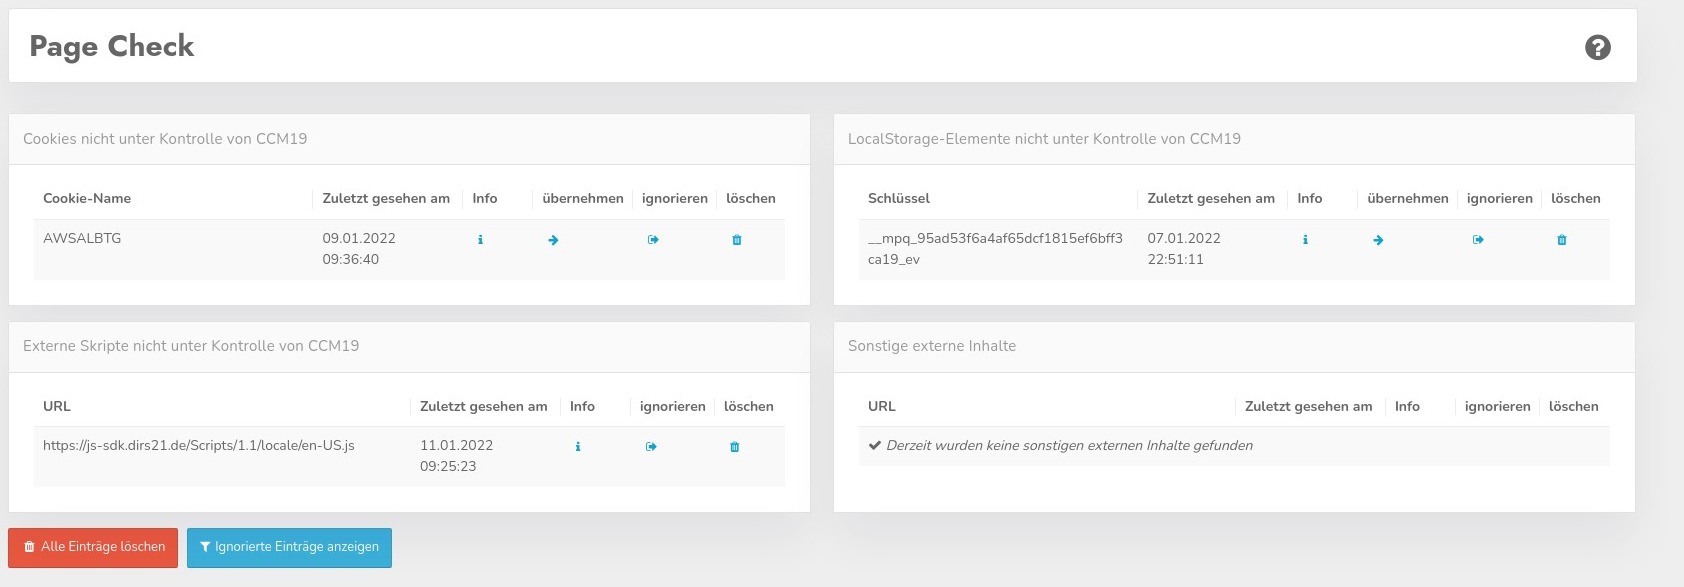 Page Check
Cookies nicht unter Kontrolle von CCM19
Cookie-Name Zuletzt gesehen am Info übernehmen ignorieren löschen
AWSALBTG 09.01.2022
09:36:40
LocalStorage-Elemente nicht unter Kontrolle von CCM19
Schlüssel Zuletzt gesehen am Info übernehmen ignorieren löschen
__mpq_95ad53f6a4af65dcf1815ef6bff3 07.01.2022
ca19_ev 22:51:11
Externe Skripte nicht unter Kontrolle von CCM19
URL Zuletzt gesehen am Info ignorieren löschen
https://js-sdk.dirs21.de/Scripts/1.1/locale/en-US.js 11.01.2022
09:25:23
Sonstige externe Inhalte
URL Zuletzt gesehen am Info ignorieren löschen
Derzeit wurden keine sonstigen externen Inhalte gefunden
Alle Einträge löschen Ignorierte Einträge anzeigen